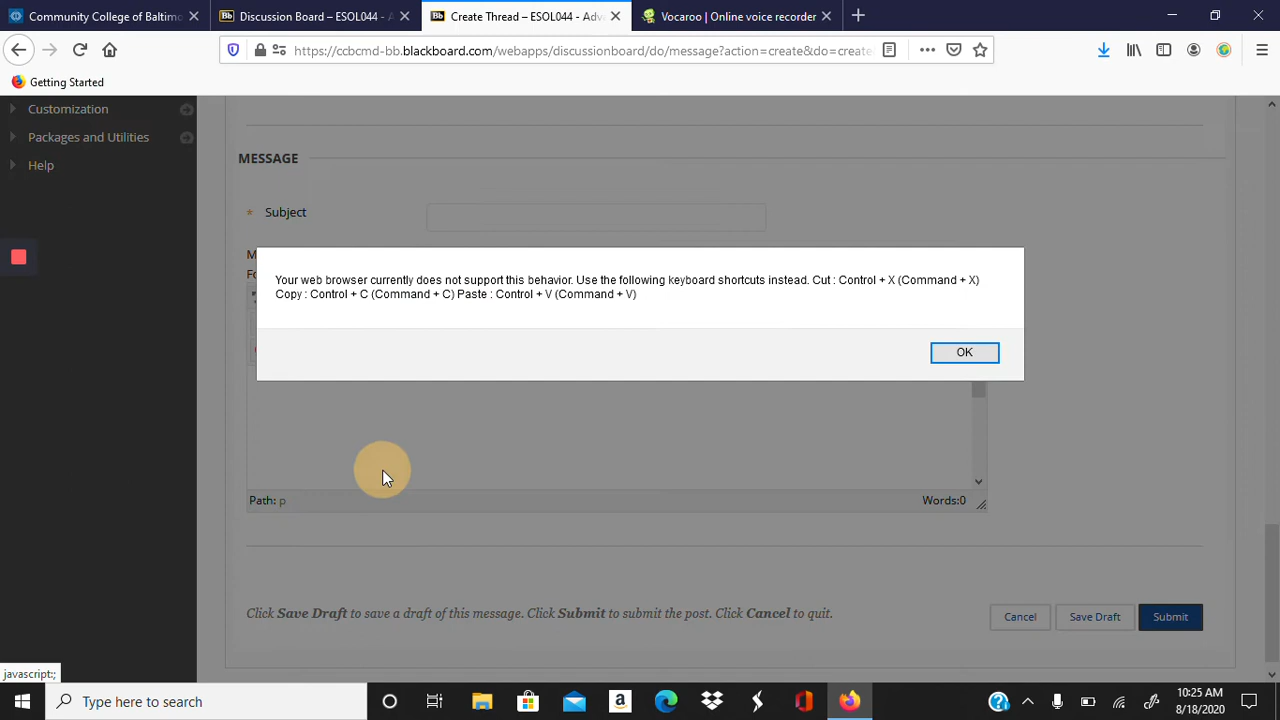 Community College of Baltimo
Discussion Board – ESOL044 - A
Create Thread – ESOL044 - Adva
Vocaroo | Online voice recorder
https://ccbcmd-bb.blackboard.com/webapps/discussionboard/do/message?action=create&do=create
Getting Started
Customization
Packages and Utilities
Help
MESSAGE
* Subject
Your web browser currently does not support this behavior. Use the following keyboard shortcuts instead. Cut : Control + X (Command + X)
Copy : Control + C (Command + C) Paste : Control + V (Command + V)
OK
Path: p
Words:0
Click Save Draft to save a draft of this message. Click Submit to submit the post. Click Cancel to quit.
Cancel
Save Draft
Submit
javascript:;
Type here to search
10:25 AM
8/18/2020